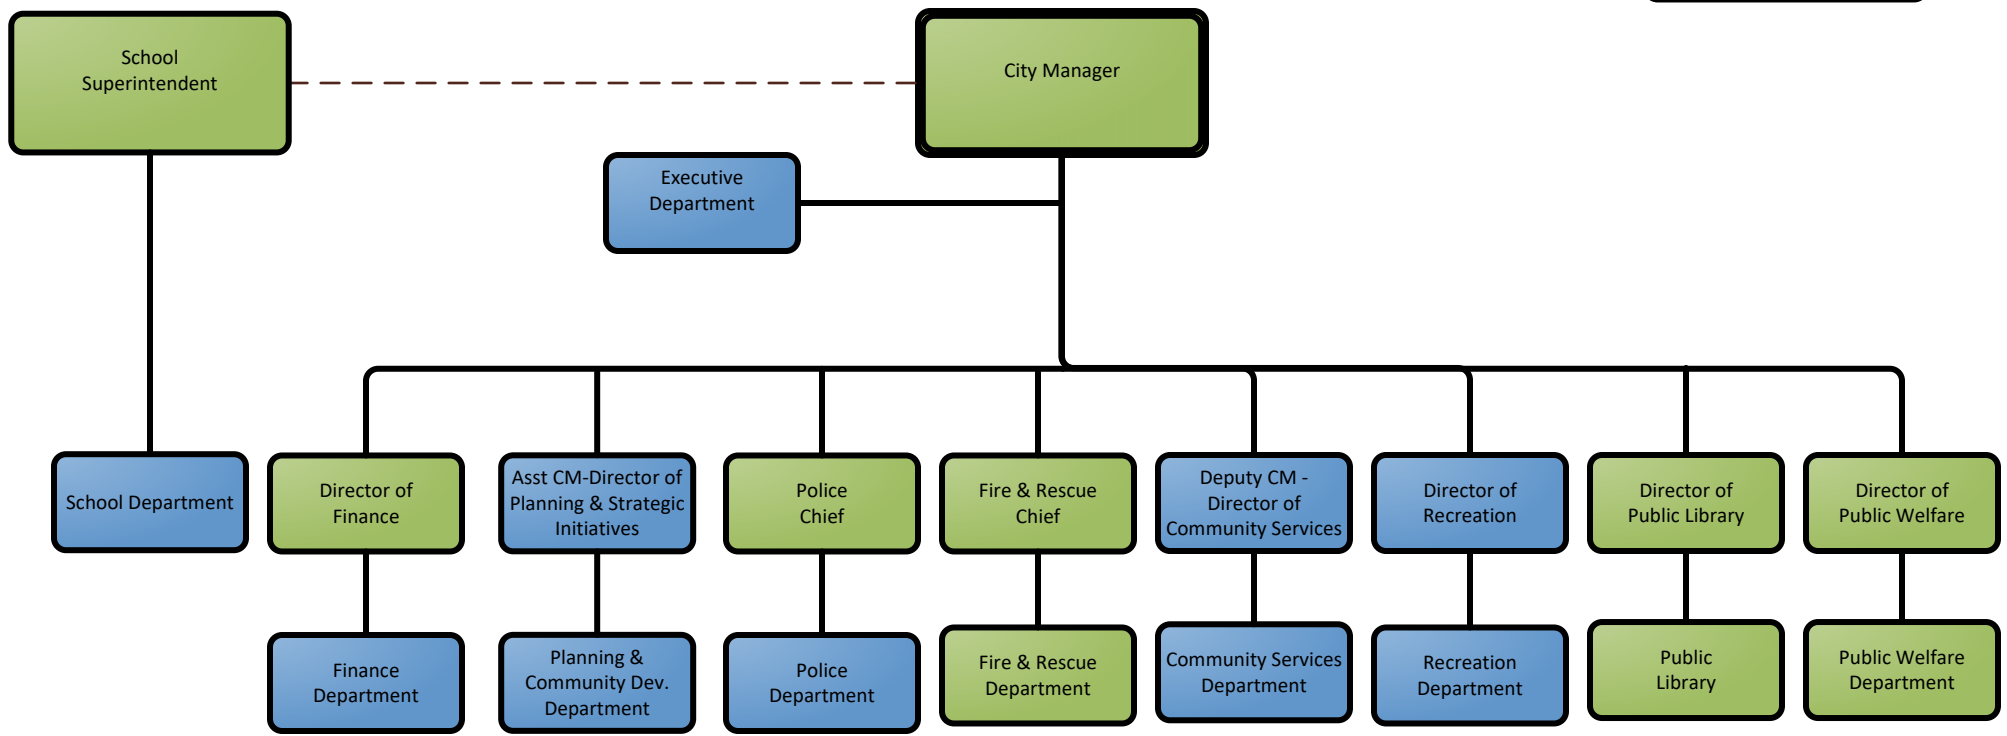 School
Superintendent
City Manager
Executive
Department
School Department
Director of
Finance
Asst CM-Director of
Planning & Strategic
Initiatives
Police
Chief
Fire & Rescue
Chief
Deputy CM -
Director of
Community Services
Director of
Recreation
Director of
Public Library
Director of
Public Welfare
Finance
Department
Planning &
Community Dev.
Department
Police
Department
Fire & Rescue
Department
Community Services
Department
Recreation
Department
Public
Library
Public Welfare
Department